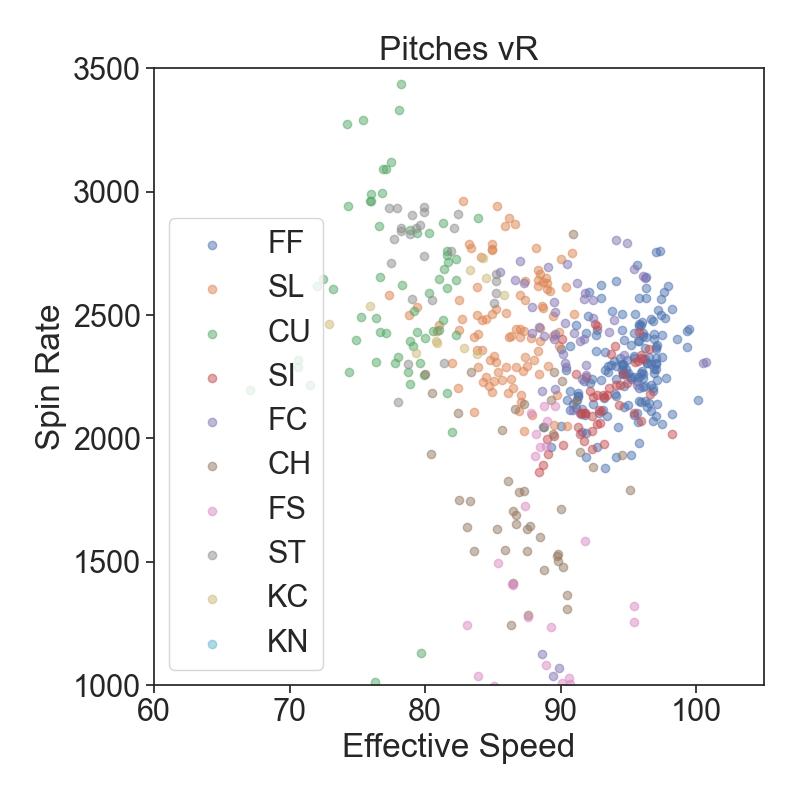 Pitches vR
3500
3000
2500
2000
1500
1000
Spin Rate
FF
SL
CU
SI
FC
CH
FS
ST
KC
KN
60 70 80 90 100
Effective Speed